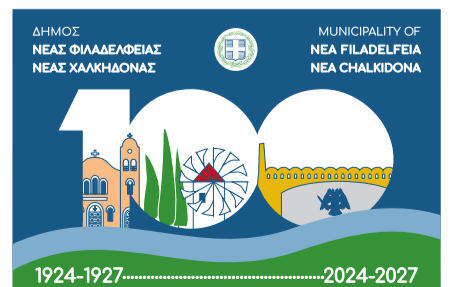 ΔΗΜΟΣ
ΝΕΑΣ ΦΙΛΑΔΕΛΦΕΙΑΣ
ΝΕΑΣ ΧΑΛΚΗΔΟΝΑΣ
MUNICIPALITY OF
NEA FILADELFEIA
NEA CHALKIDONA
100
1924-1927
2024-2027